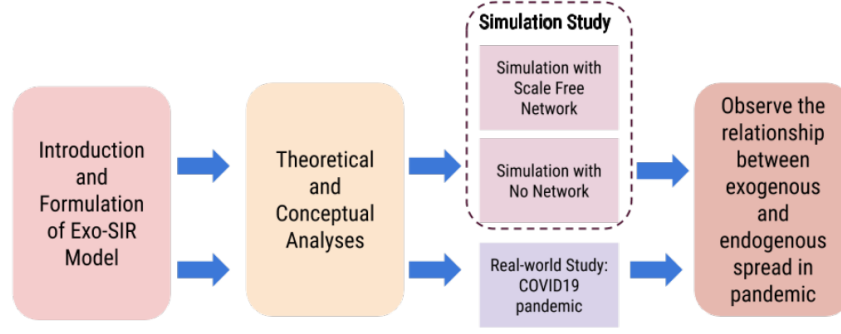 Introduction
and
Formulation
of Exo-SIR
Model
Theoretical
and
Conceptual
Analyses
Simulation Study
Simulation with
Scale Free
Network
Simulation with
No Network
Real-world Study:
COVID19
pandemic
Observe the
relationship
between
exogenous
and
endogenous
spread in
pandemic